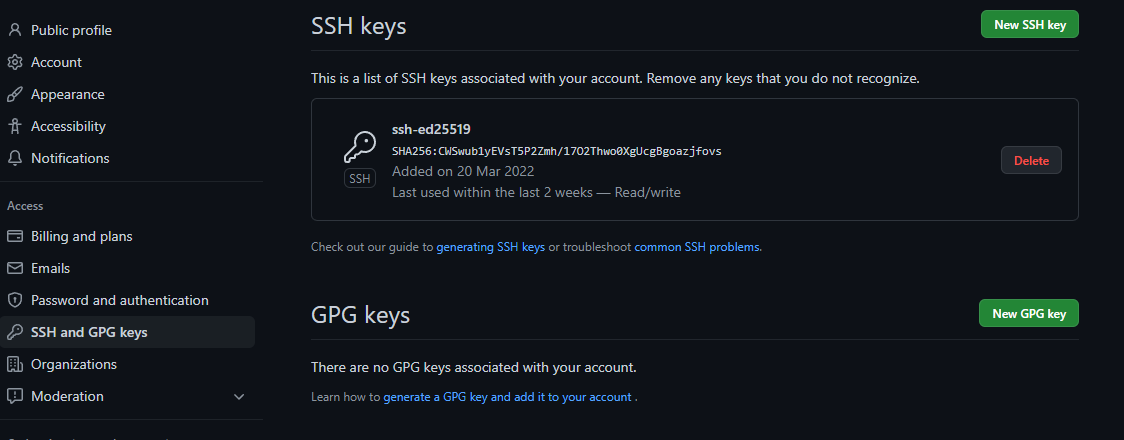 Public profile
Account
Appearance
Accessibility
Notifications
Access
Billing and plans
Emails
Password and authentication
SSH and GPG keys
Organizations
Moderation
SSH keys
New SSH key
This is a list of SSH keys associated with your account. Remove any keys that you do not recognize.
SSH
ssh-ed25519
SHA256:CWSwub1yEVsT5P2Zmh/17O2Thwo0XgUcgBgoazjfovs
Added on 20 Mar 2022
Last used within the last 2 weeks — Read/write
Delete
Check out our guide to generating SSH keys or troubleshoot common SSH problems.
GPG keys
New GPG key
There are no GPG keys associated with your account.
Learn how to generate a GPG key and add it to your account .